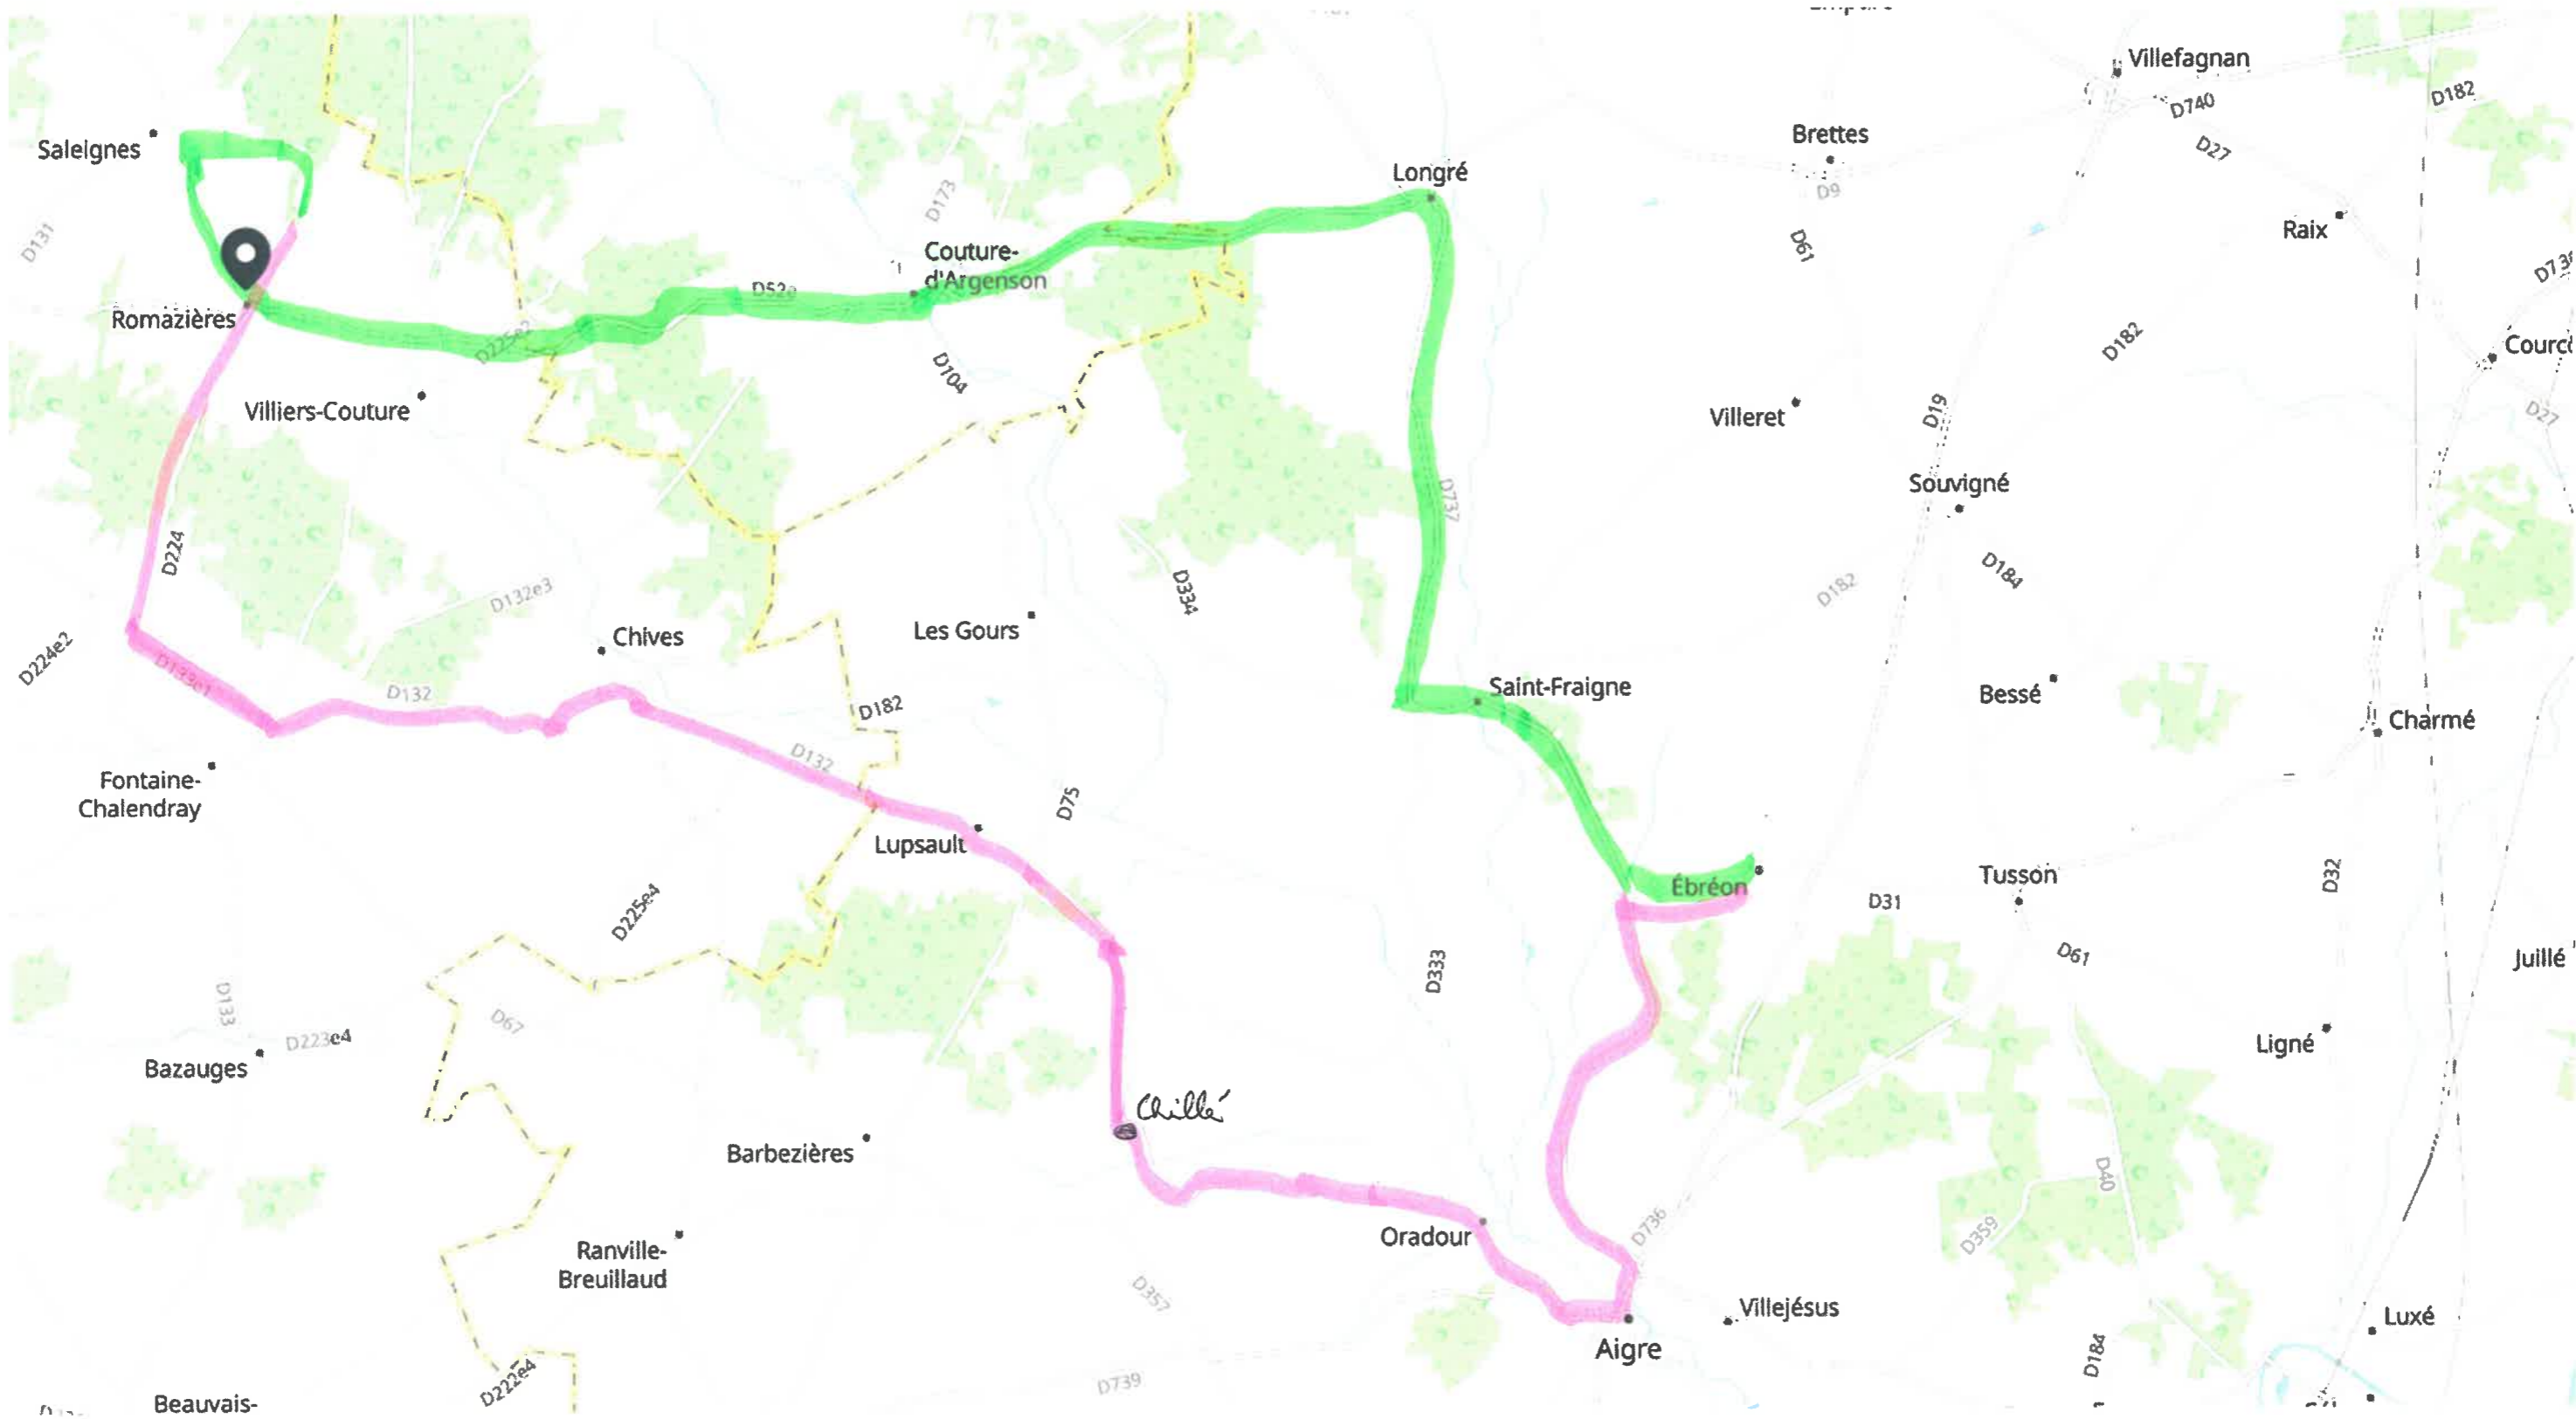 Villefagnan
D740
D182
Saleignes
Brettes
D27
Longré
D9
D173
D131
Raix
D61
Couture-
d'Argenson
D52e
Romazières
D225e2
D182
Courc
D104
Villiers-Couture
Villeret
D19
D27
Souvigné
D737
D224
D132e3
D334
D184
D182
Chives
Les Gours
D224e2
D133e1
D132
D182
Saint-Fraigne
Bessé
Charmé
D132
Fontaine-
Chalendray
D75
Lupsault
Ébréon
D31
Tusson
D32
D225e4
D61
Juillé
D333
D133
D67
D223e4
Bazauges
Ligné
Chillé
Barbezières
D40
Oradour
D736
D359
Ranville-
Breuillaud
D357
Villejésus
Luxé
Aigre
D184
D222e4
D739
Beauvais-